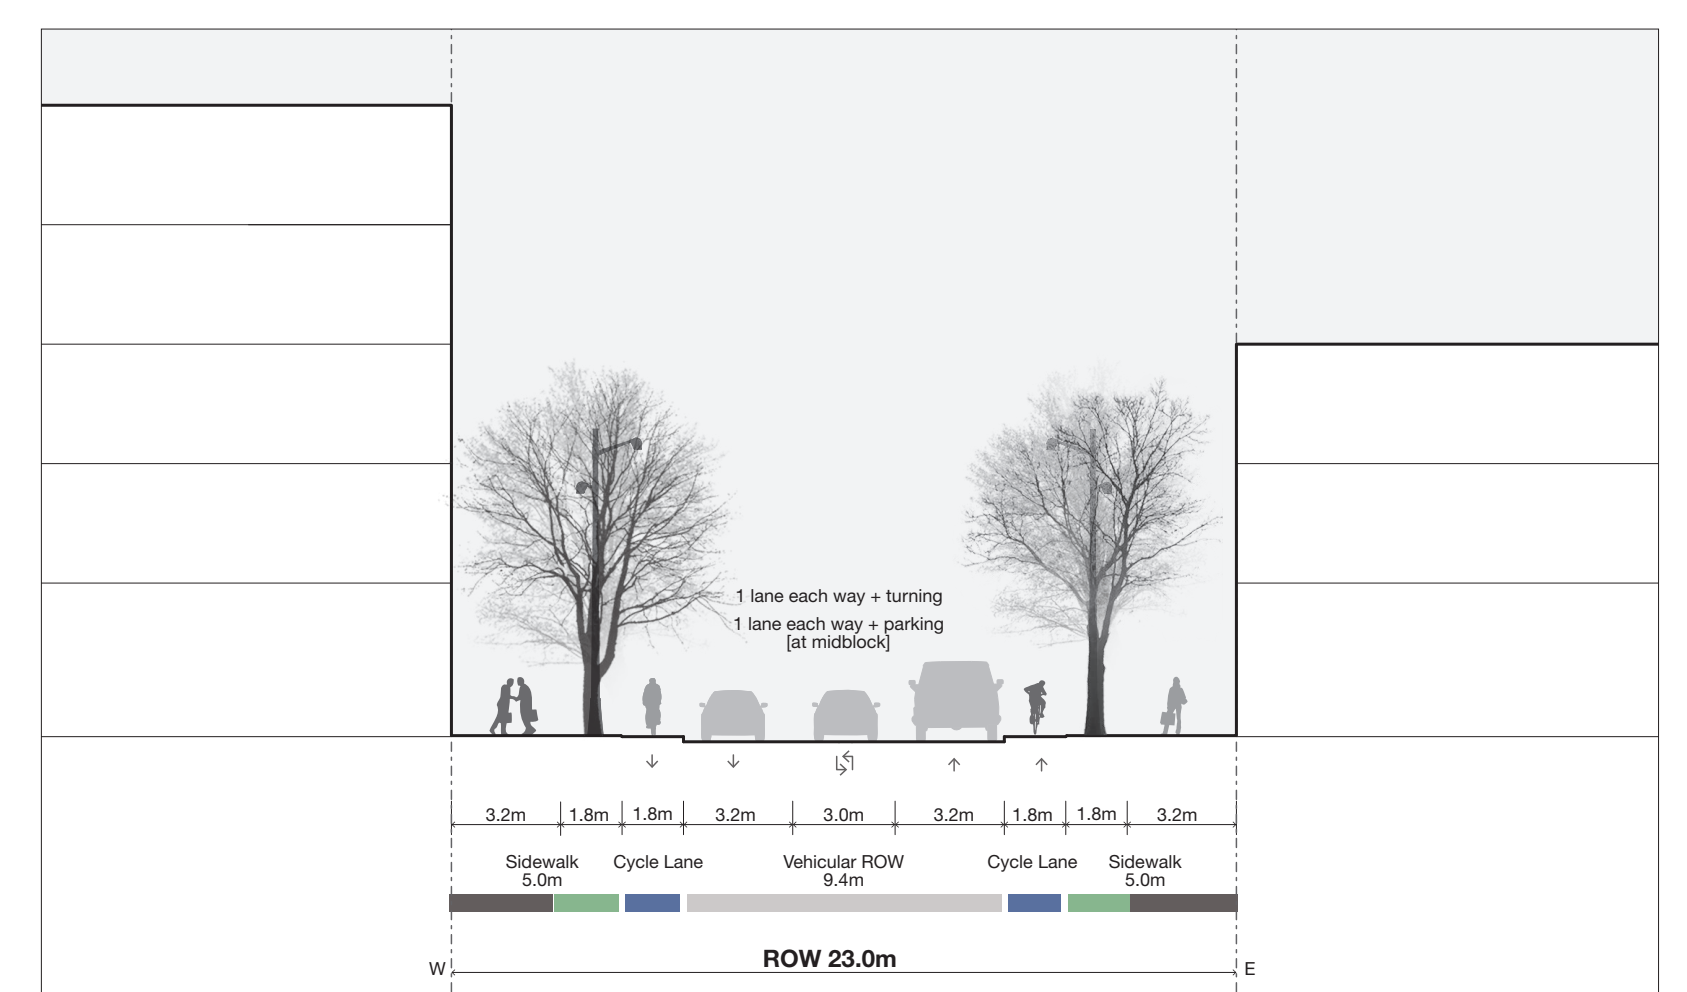 1 lane each way + turning
1 lane each way + parking
[at midblock]
3.2m 1.8m 1.8m 3.2m 3.0m 3.2m 1.8m 1.8m 3.2m
Sidewalk Cycle Lane Vehicular ROW Cycle Lane Sidewalk
5.0m 9.4m 5.0m
ROW 23.0m
W E